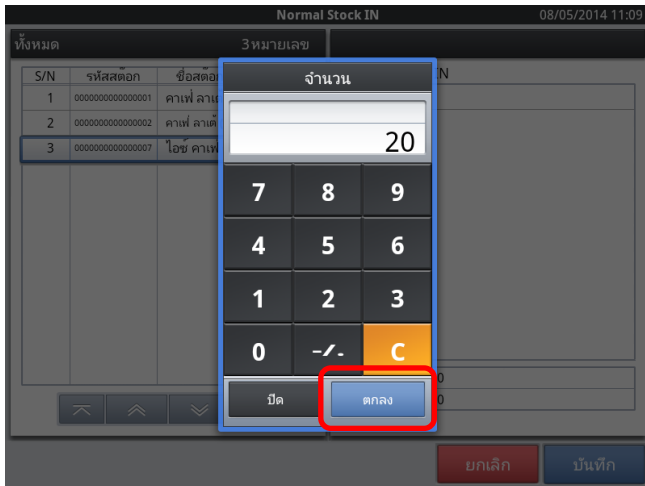 Normal Stock IN 08/05/2014 11:09
ทั้งหมด 3หมายเลข
S/N รหัสสต๊อก ชื่อสต๊อ IN
1 0000000000000001 คาเฟ่ ลาเ
2 0000000000000002 คาเฟ่ ลาเต้
3 0000000000000007 ไอซ์ คาเฟ
จำนวน
20
7 8 9
4 5 6
1 2 3
0 -/. C
ปิด ตกลง
0
0
ยกเลิก บันทึก